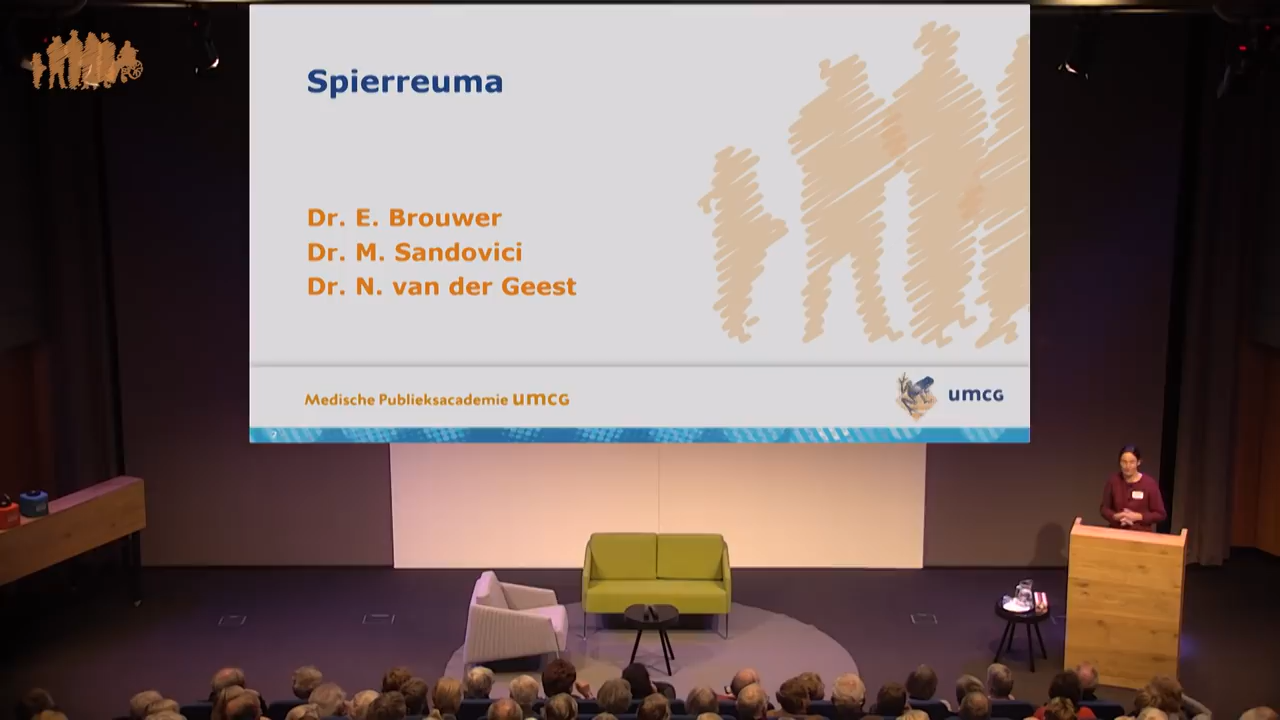 Spierreuma
Dr. E. Brouwer
Dr. M. Sandovici
Dr. N. van der Geest
Medische Publieksacademie umcG
umcG